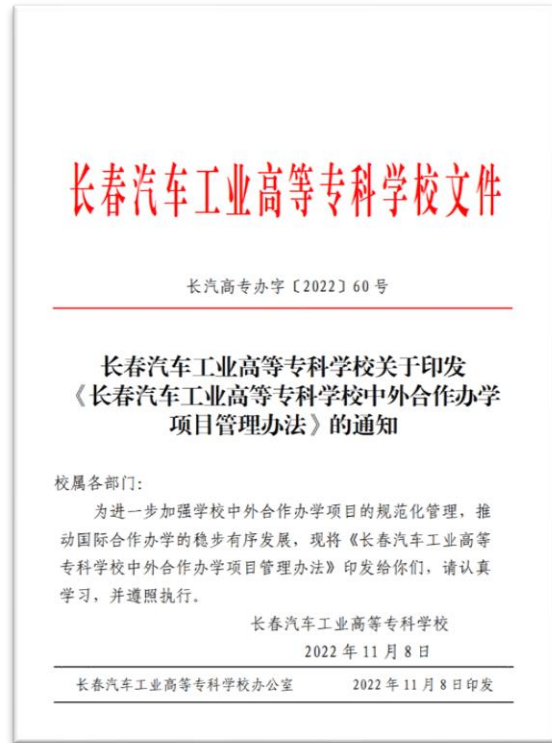 长春汽车工业高等专科学校文件
长汽高专办字〔2022〕60号
长春汽车工业高等专科学校关于印发
《长春汽车工业高等专科学校中外合作办学
项目管理办法》的通知
校属各部门：
为进一步加强学校中外合作办学项目的规范化管理，推
动国际合作办学的稳步有序发展，现将《长春汽车工业高等
专科学校中外合作办学项目管理办法》印发给你们，请认真
学习，并遵照执行。
长春汽车工业高等专科学校
2022年11月8日
长春汽车工业高等专科学校办公室 2022年11月8日印发